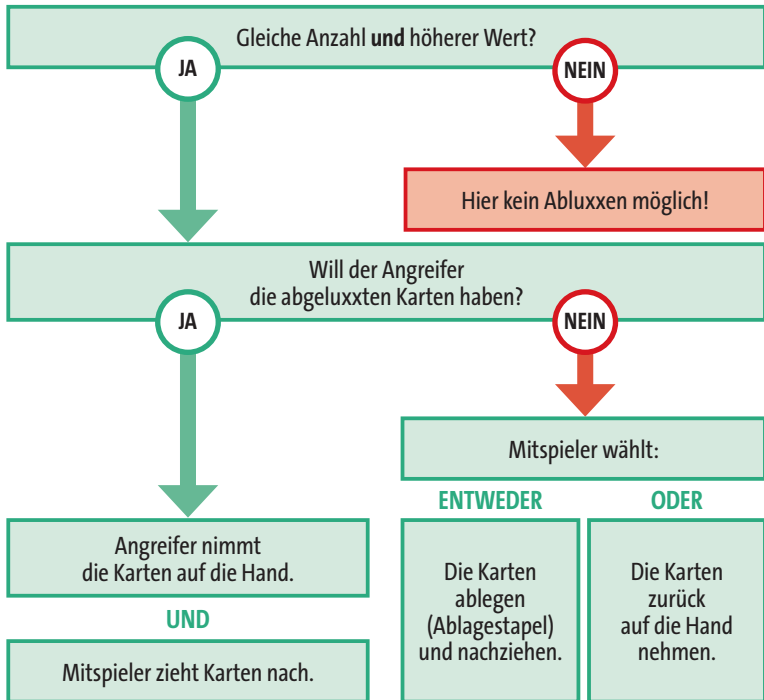 Gleiche Anzahl und höherer Wert?
JA
NEIN
Hier kein Abluxxen möglich!
Will der Angreifer
die abgeluxxten Karten haben?
JA
NEIN
Mitspieler wählt:
ENTWEDER
ODER
Angreifer nimmt
die Karten auf die Hand.
UND
Mitspieler zieht Karten nach.
Die Karten
ablegen
(Ablagestapel)
und nachziehen.
Die Karten
zurück
auf die Hand
nehmen.